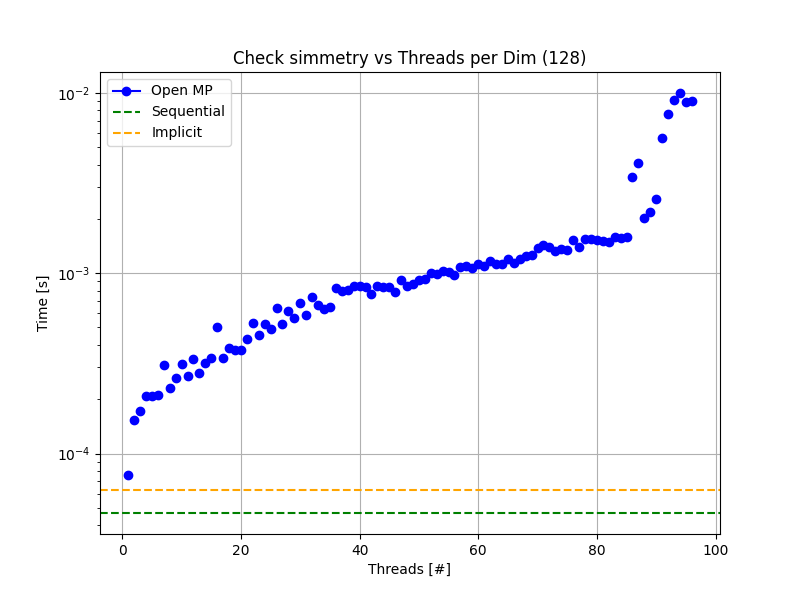 Check simmetry vs Threads per Dim (128)
Open MP
Sequential
Implicit
10⁻²
10⁻³
10⁻⁴
Time [s]
0 20 40 60 80 100
Threads [#]